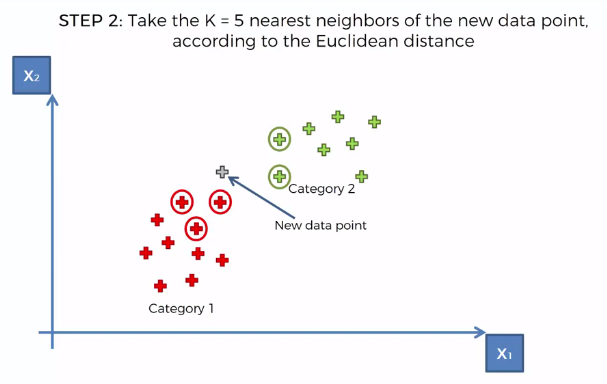 STEP 2: Take the K = 5 nearest neighbors of the new data point,
according to the Euclidean distance
X2
Category 2
New data point
Category 1
X1